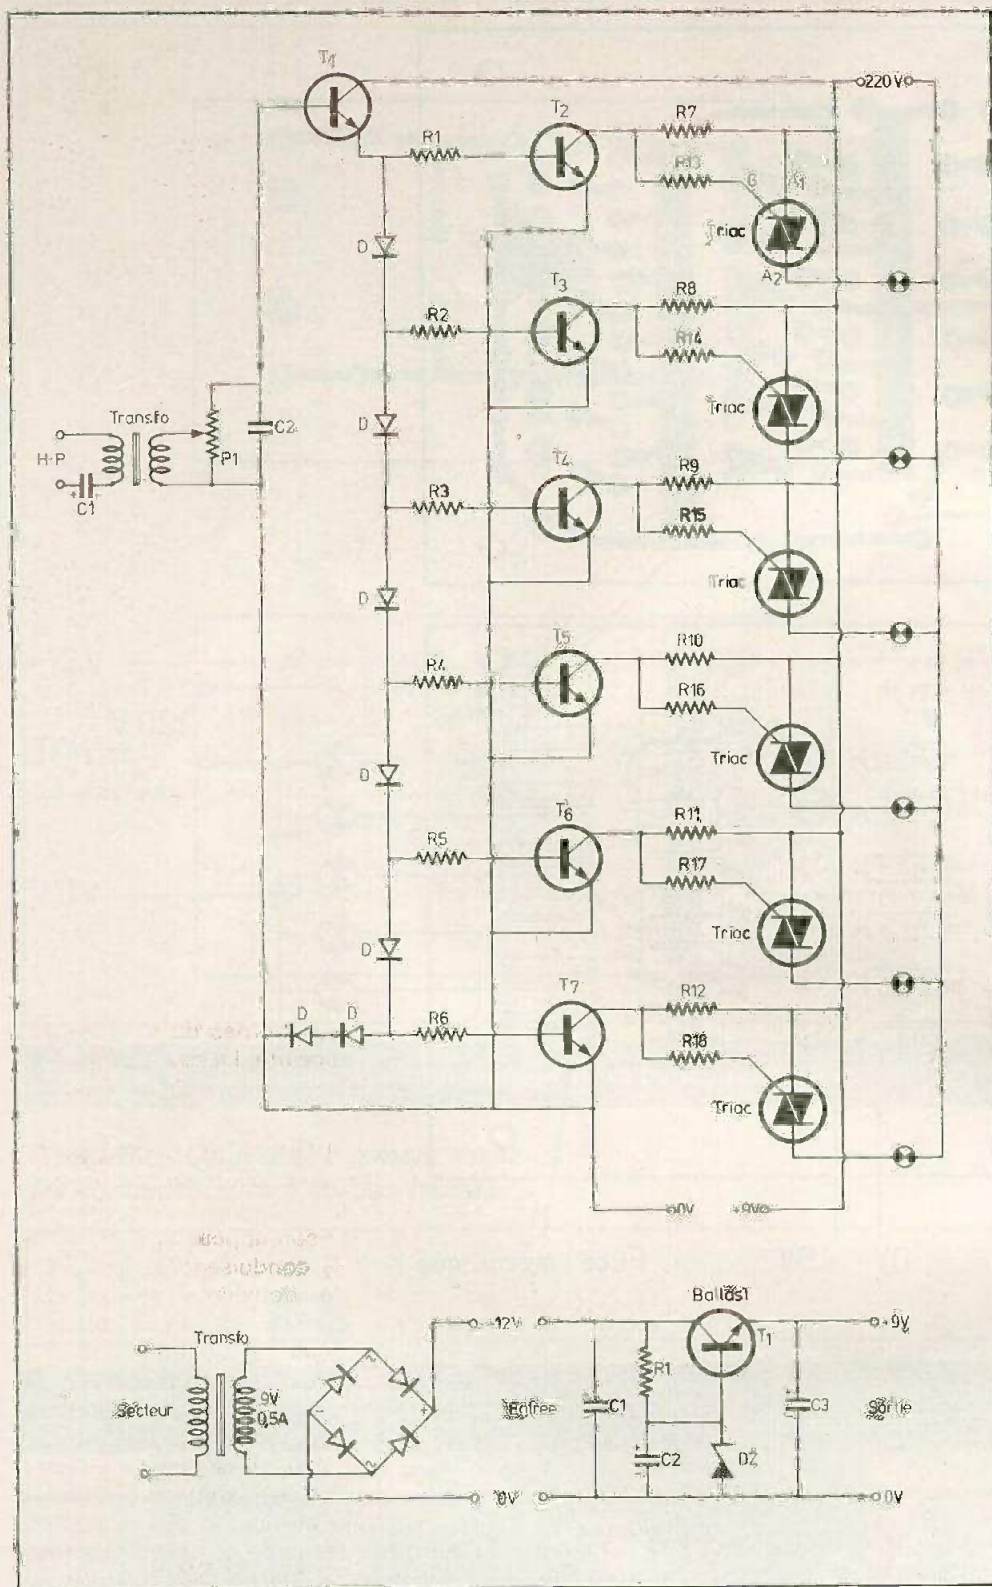 T1
220V
R1
T2
R7
R13
G
A1
Triac
A2
D
T3
R8
R2
R14
Triac
Transfo
D
C2
P1
H-P
C1
T4
R9
R3
R15
Triac
D
T5
R10
R4
R16
Triac
D
T6
R11
R5
R17
Triac
D
T7
R12
D
D
R6
R18
Triac
0V
+9V
Ballast
Transfo
12V
T1
+9V
R1
Secteur
9V
0,5A
Entrée
C1
C3
Sortie
C2
DZ
0V
0V